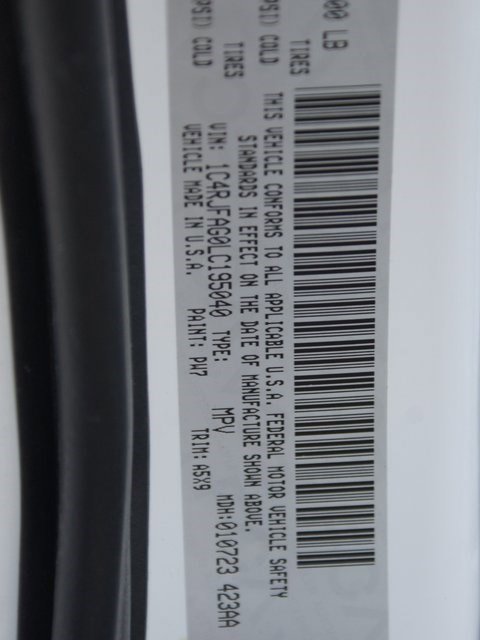 00 LB TIRES
PSI) COLD TIRES
PSI) COLD
THIS VEHICLE CONFORMS TO ALL APPLICABLE U.S.A. FEDERAL MOTOR VEHICLE SAFETY
STANDARDS IN EFFECT ON THE DATE OF MANUFACTURE SHOWN ABOVE.
VIN: 1C4RJFAG0LC195040 TYPE: MPV MDH:010723 423AA
VEHICLE MADE IN U.S.A. PAINT: PW7 TRIM: A5X9